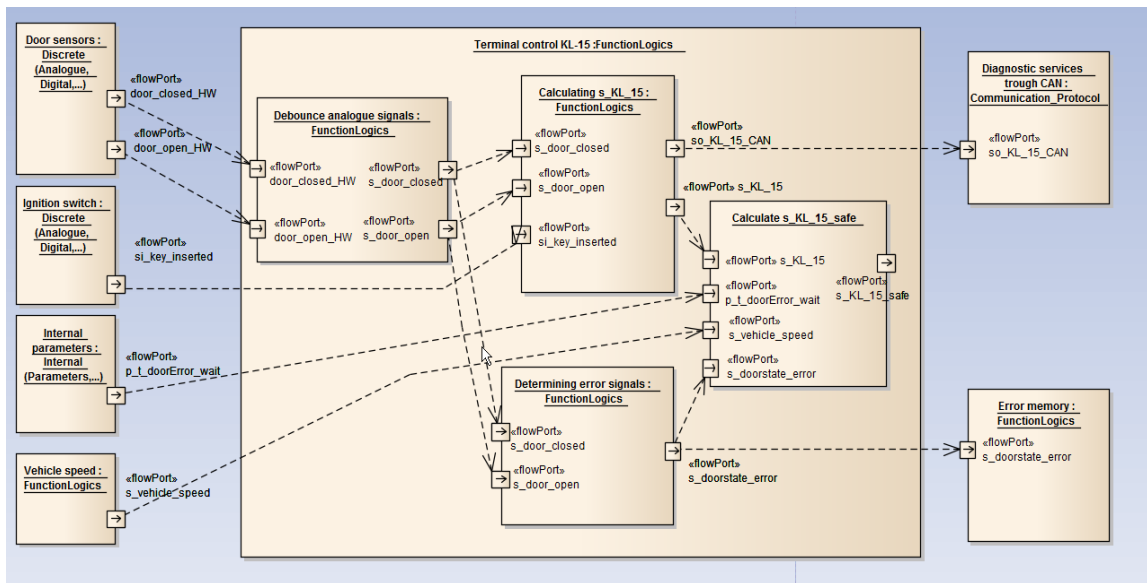 Door sensors :
Discrete
(Analogue,
Digital,...)
«flowPort»
door_closed_HW
«flowPort»
door_open_HW
Ignition switch :
Discrete
(Analogue,
Digital,...)
«flowPort»
si_key_inserted
Internal
parameters :
Internal
(Parameters,...)
«flowPort»
p_t_doorError_wait
Vehicle speed :
FunctionLogics
«flowPort»
s_vehicle_speed
Terminal control KL-15 :FunctionLogics
Debounce analogue signals :
FunctionLogics
«flowPort»
door_closed_HW
«flowPort»
s_door_closed
«flowPort»
door_open_HW
«flowPort»
s_door_open
Calculating s_KL_15 :
FunctionLogics
«flowPort»
s_door_closed
«flowPort»
s_door_open
«flowPort»
si_key_inserted
«flowPort»
so_KL_15_CAN
«flowPort» s_KL_15
Calculate s_KL_15_safe
«flowPort» s_KL_15
«flowPort»
p_t_doorError_wait
«flowPort»
s_vehicle_speed
«flowPort»
s_doorstate_error
«flowPort»
s_KL_15_safe
Determining error signals :
FunctionLogics
«flowPort»
s_door_closed
«flowPort»
s_door_open
«flowPort»
s_doorstate_error
Diagnostic services
trough CAN :
Communication_Protocol
«flowPort»
so_KL_15_CAN
Error memory :
FunctionLogics
«flowPort»
s_doorstate_error